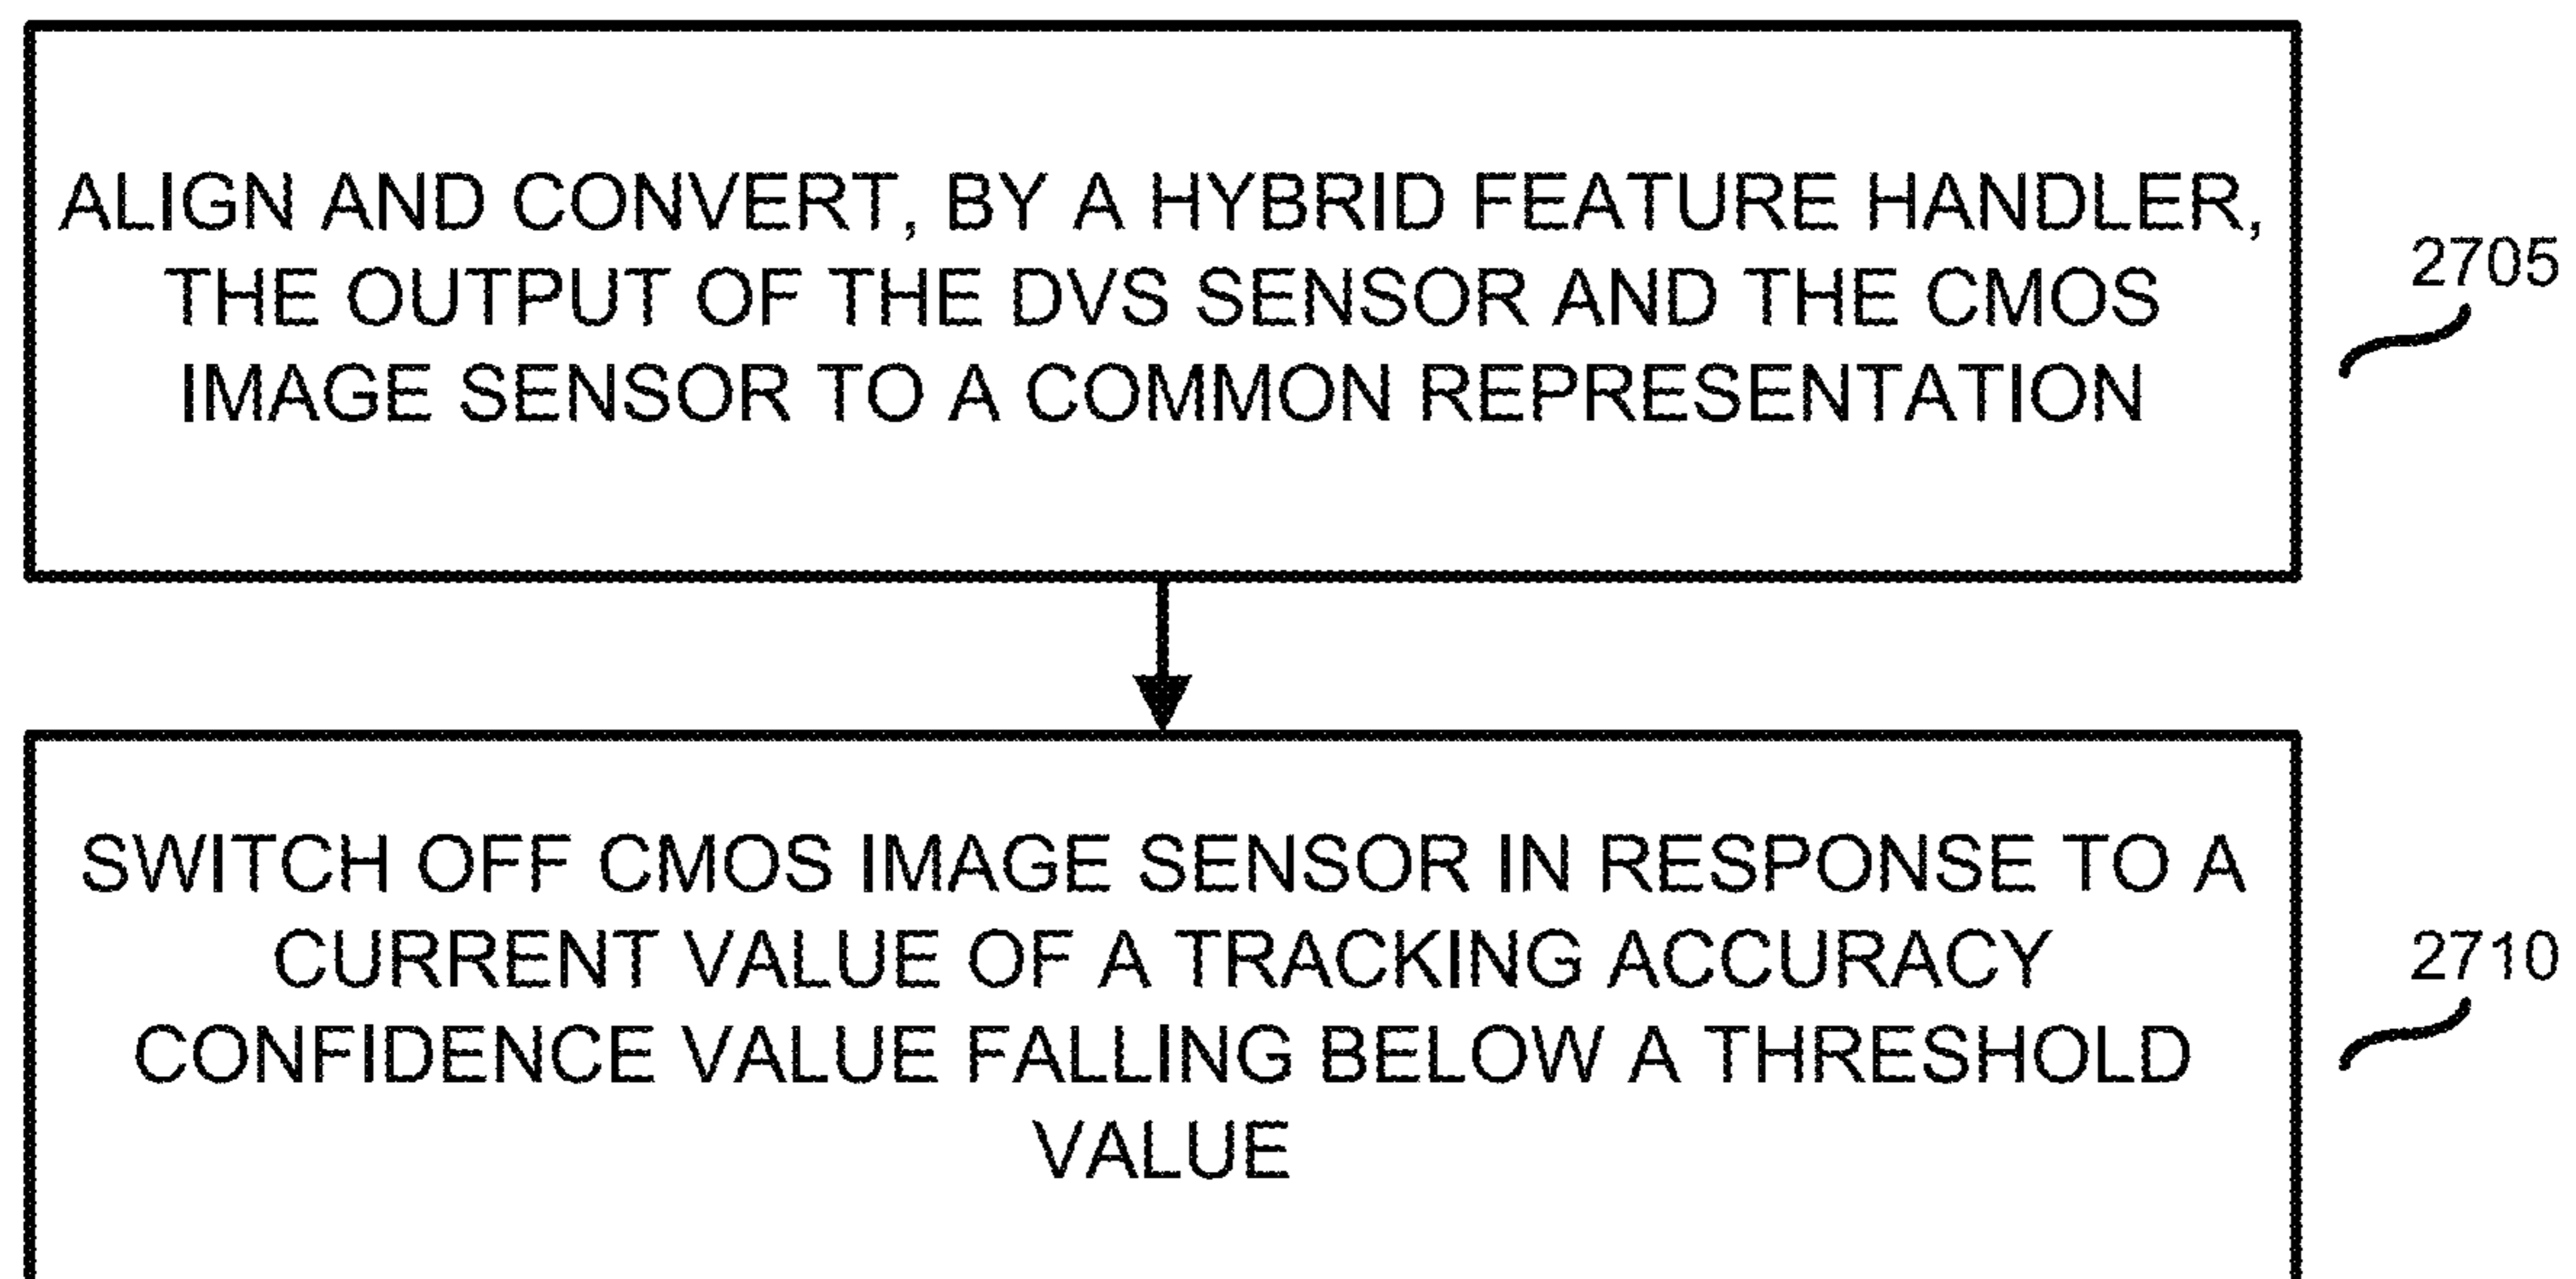 ALIGN AND CONVERT, BY A HYBRID FEATURE HANDLER,
THE OUTPUT OF THE DVS SENSOR AND THE CMOS
IMAGE SENSOR TO A COMMON REPRESENTATION
2705
SWITCH OFF CMOS IMAGE SENSOR IN RESPONSE TO A
CURRENT VALUE OF A TRACKING ACCURACY
CONFIDENCE VALUE FALLING BELOW A THRESHOLD
VALUE
2710